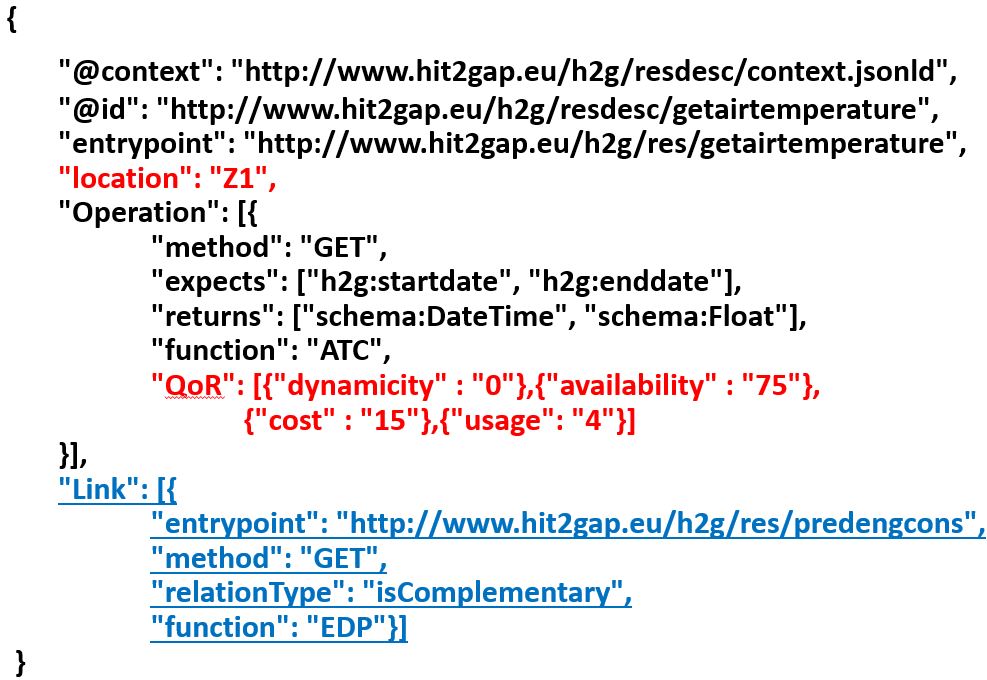 {
"@context": "http://www.hit2gap.eu/h2g/resdesc/context.jsonld",
"@id": "http://www.hit2gap.eu/h2g/resdesc/getairtemperature",
"entrypoint": "http://www.hit2gap.eu/h2g/res/getairtemperature",
"location": "Z1",
"Operation": [{
"method": "GET",
"expects": ["h2g:startdate", "h2g:enddate"],
"returns": ["schema:DateTime", "schema:Float"],
"function": "ATC",
"QoR": [{"dynamicity" : "0"},{"availability" : "75"},
{"cost" : "15"},{"usage": "4"}]
}],
"Link": [{
"entrypoint": "http://www.hit2gap.eu/h2g/res/predengcons",
"method": "GET",
"relationType": "isComplementary",
"function": "EDP"}]
}